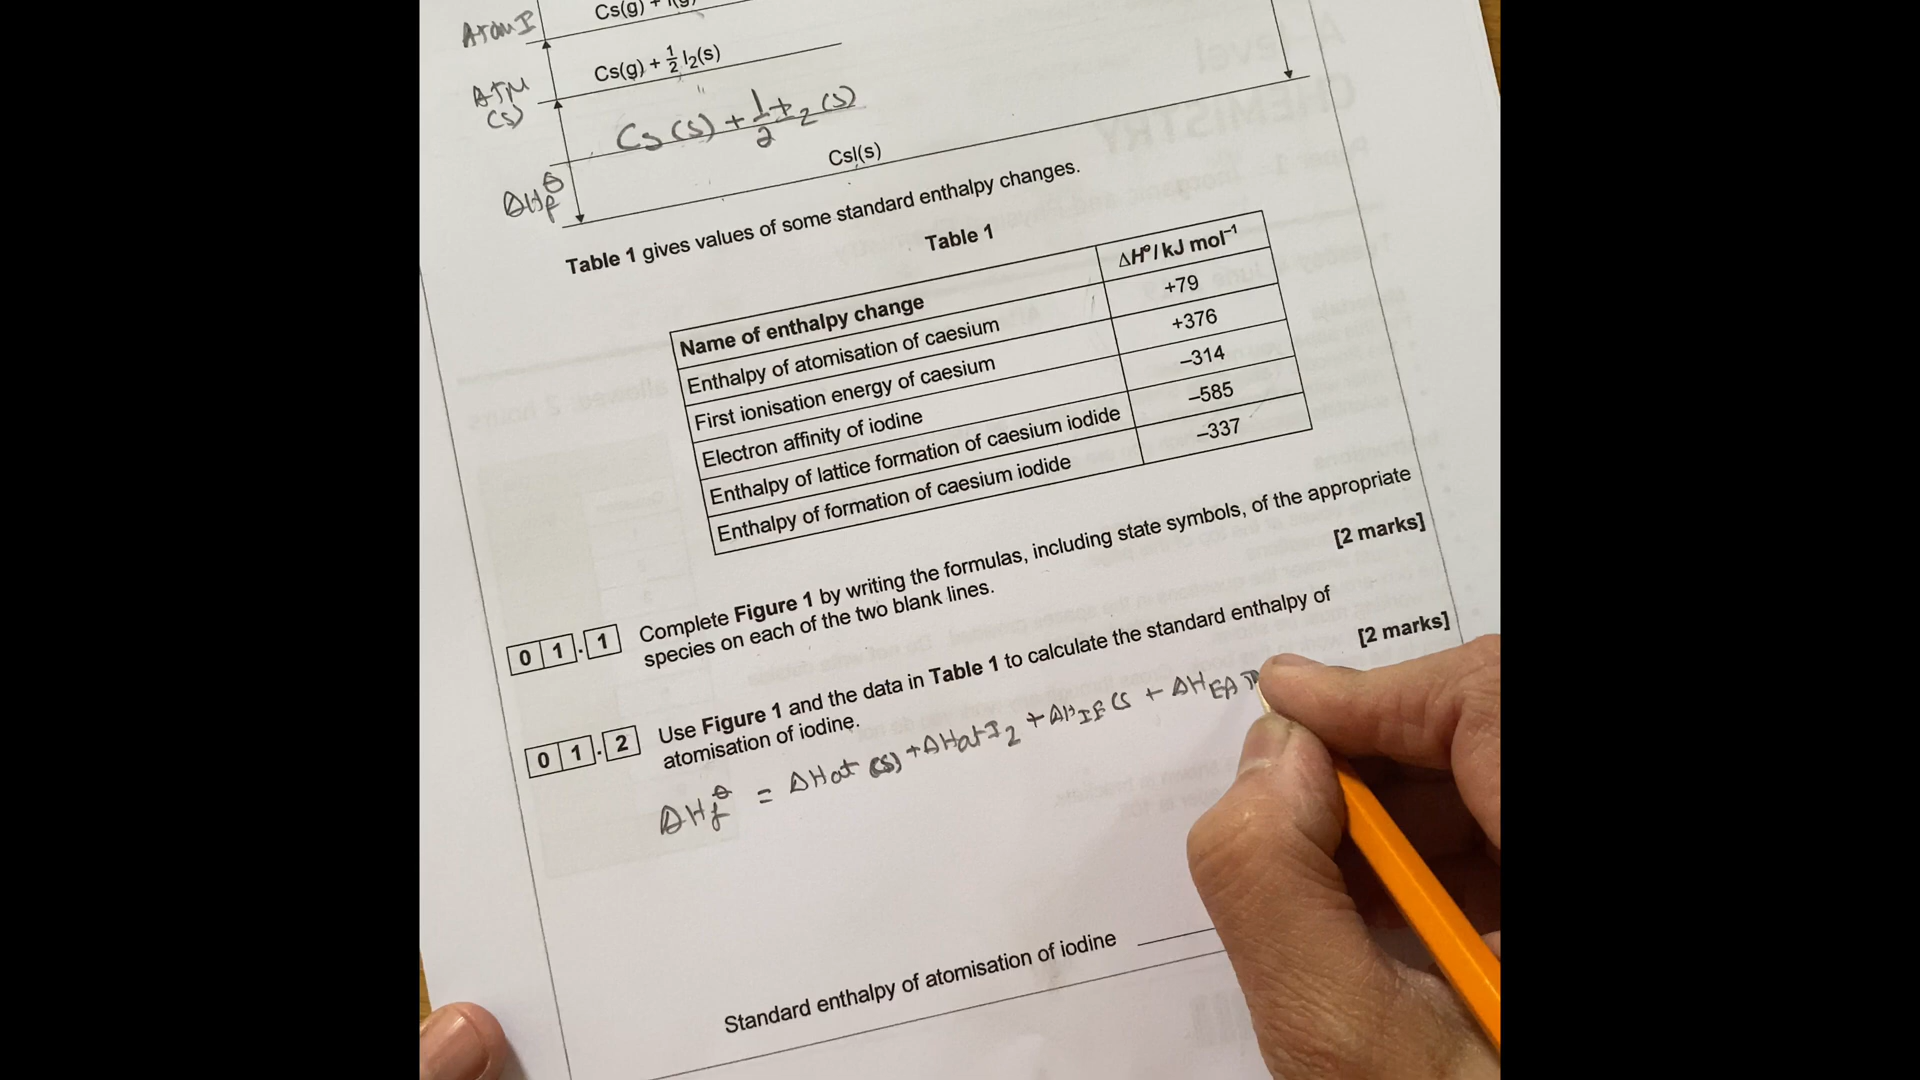 Cs(g) + I(g)
Atom I
Cs(g) + ½ I₂(s)
ATM
Cs (s) + 1/2 I₂ (s)
CsI(s)
ΔHf⊖
Table 1 gives values of some standard enthalpy changes.
Table 1
Name of enthalpy change ΔH⊖ / kJ mol⁻¹
Enthalpy of atomisation of caesium +79
First ionisation energy of caesium +376
Electron affinity of iodine –314
Enthalpy of lattice formation of caesium iodide –585
Enthalpy of formation of caesium iodide –337
0 1 . 1 Complete Figure 1 by writing the formulas, including state symbols, of the appropriate
species on each of the two blank lines.
[2 marks]
0 1 . 2 Use Figure 1 and the data in Table 1 to calculate the standard enthalpy of
atomisation of iodine.
[2 marks]
ΔHf⊖ = ΔHat Cs + ΔHat I₂ + ΔH IE Cs + ΔH EA
Standard enthalpy of atomisation of iodine